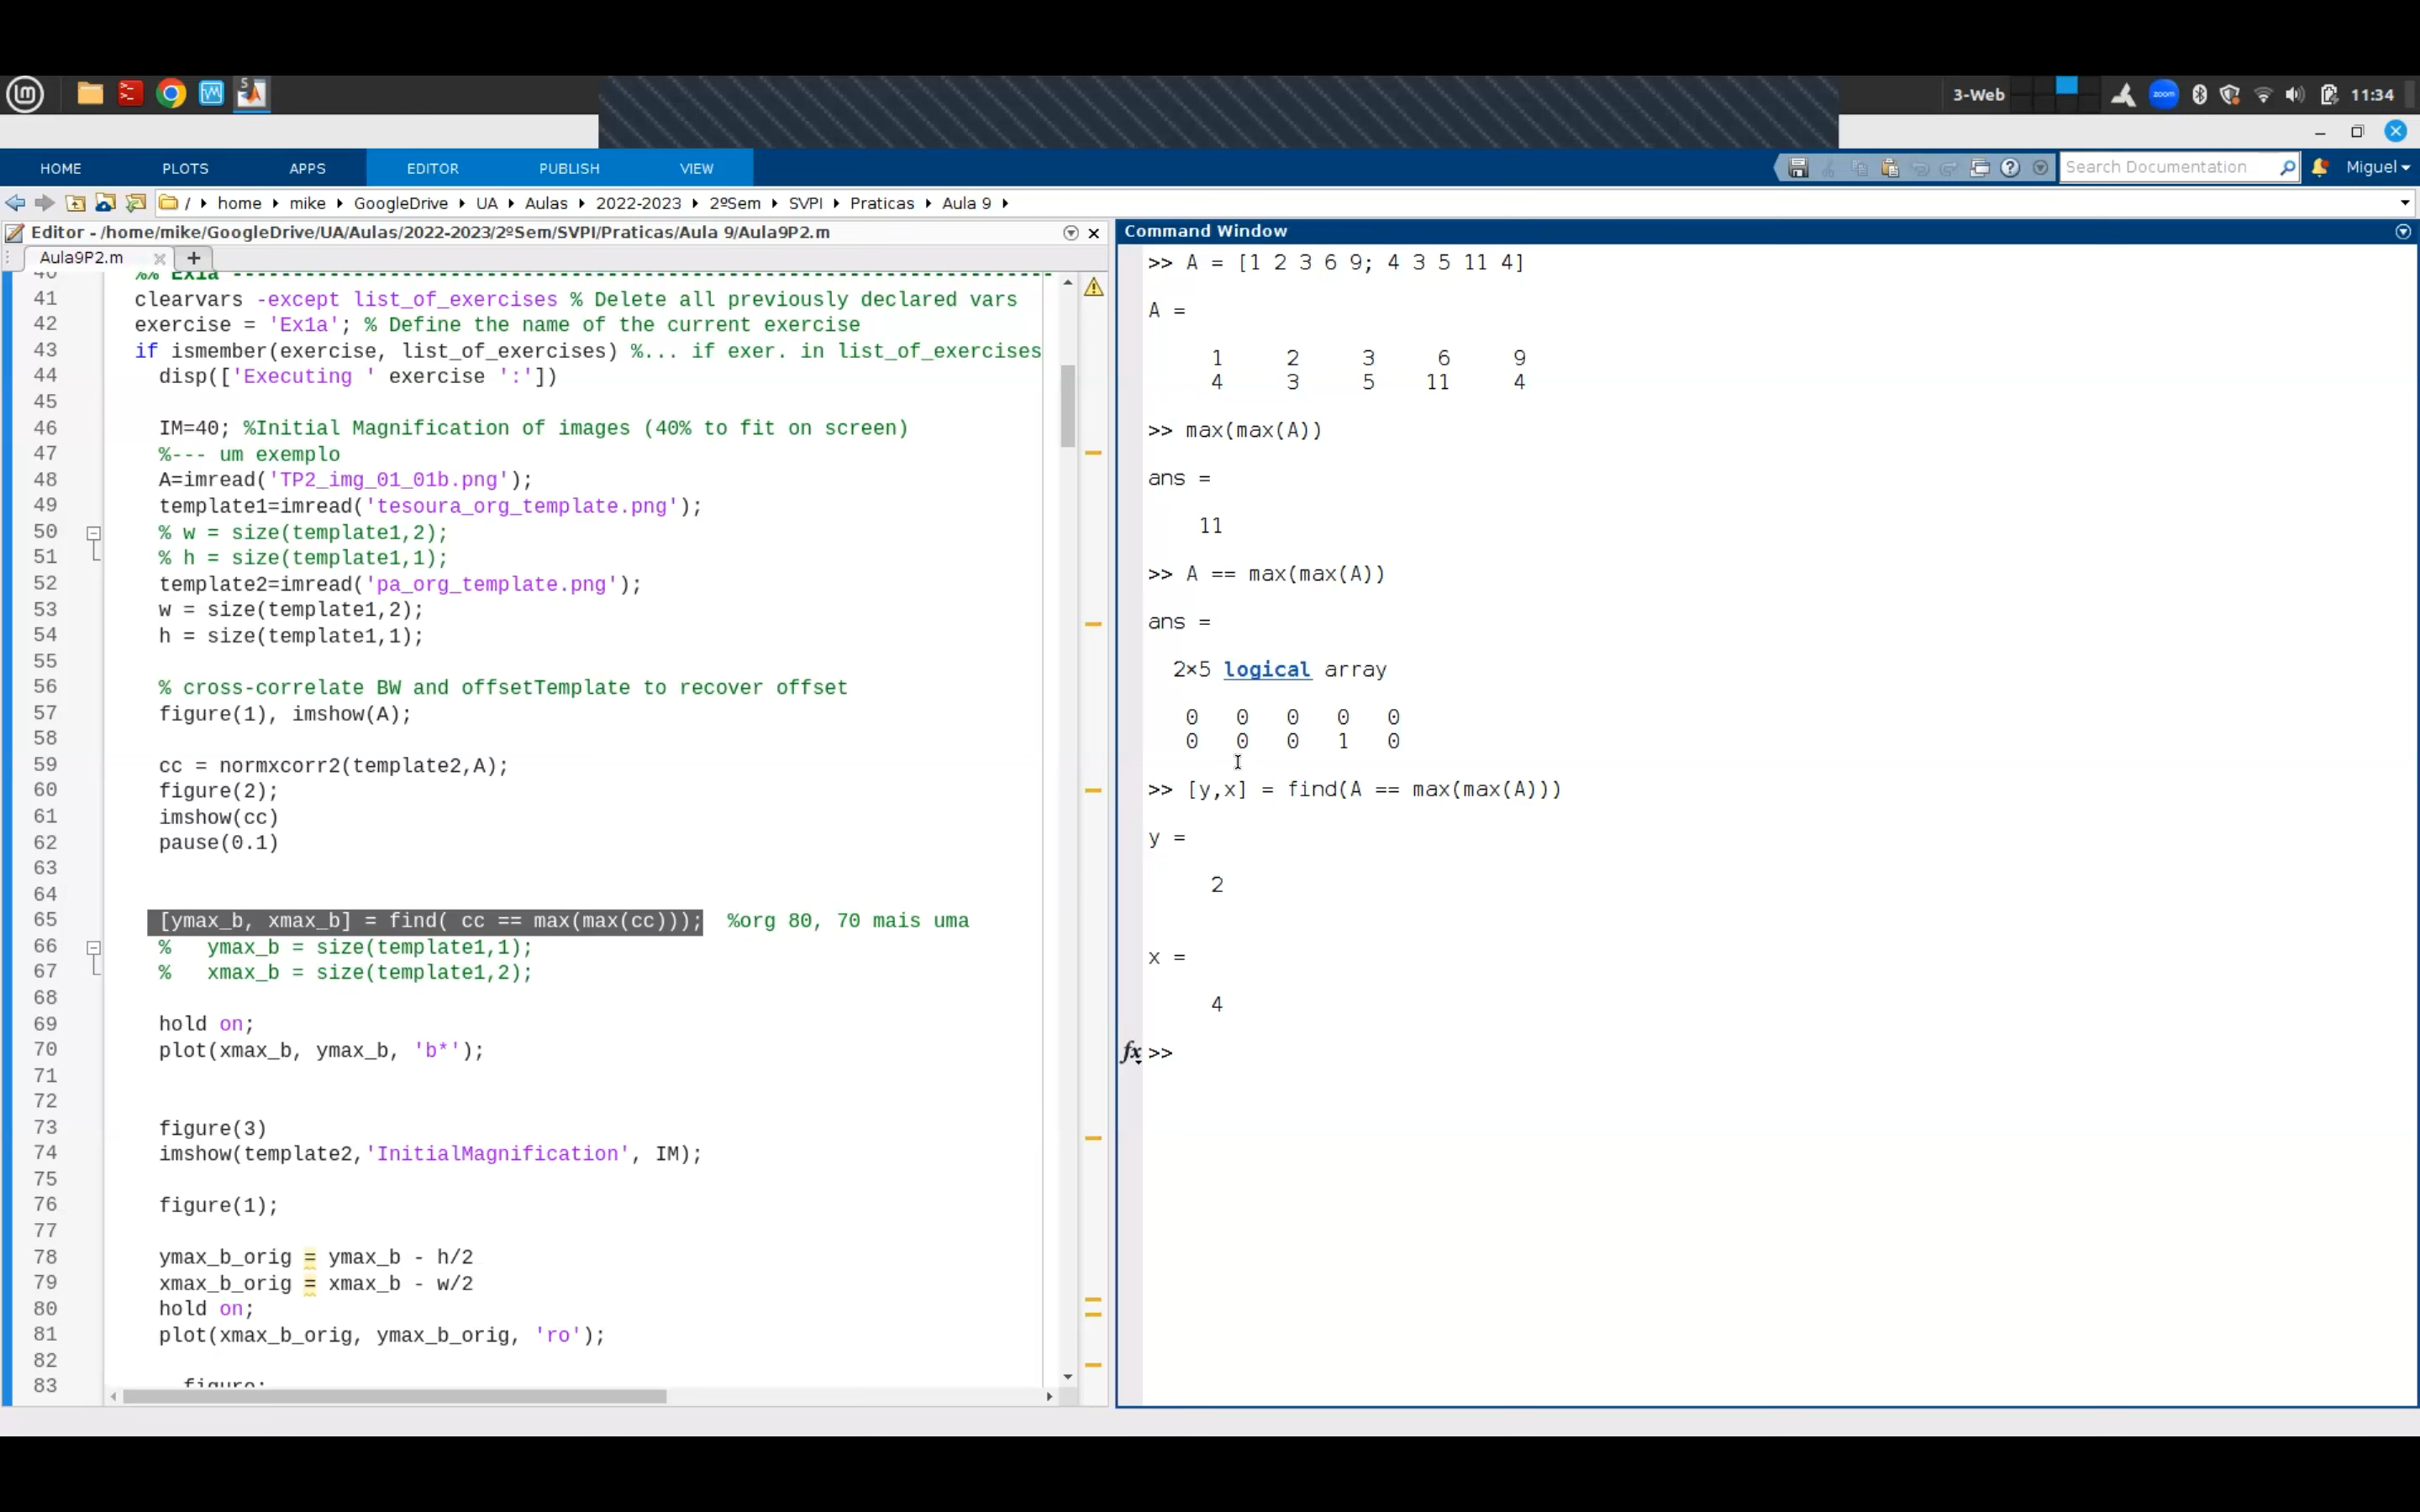 3-Web
zoom
11:34
HOME PLOTS APPS EDITOR PUBLISH VIEW
Search Documentation
Miguel
/ home mike GoogleDrive UA Aulas 2022-2023 2ºSem SVPI Praticas Aula 9
Editor - /home/mike/GoogleDrive/UA/Aulas/2022-2023/2ºSem/SVPI/Praticas/Aula 9/Aula9P2.m
Aula9P2.m
40 %% Ex1a ----------------------------------------------------------------------
41 clearvars -except list_of_exercises % Delete all previously declared vars
42 exercise = 'Ex1a'; % Define the name of the current exercise
43 if ismember(exercise, list_of_exercises) %... if exer. in list_of_exercises
44 disp(['Executing ' exercise ':'])
45
46 IM=40; %Initial Magnification of images (40% to fit on screen)
47 %--- um exemplo
48 A=imread('TP2_img_01_01b.png');
49 template1=imread('tesoura_org_template.png');
50 % w = size(template1,2);
51 % h = size(template1,1);
52 template2=imread('pa_org_template.png');
53 w = size(template1,2);
54 h = size(template1,1);
55
56 % cross-correlate BW and offsetTemplate to recover offset
57 figure(1), imshow(A);
58
59 cc = normxcorr2(template2,A);
60 figure(2);
61 imshow(cc)
62 pause(0.1)
63
64
65 [ymax_b, xmax_b] = find( cc == max(max(cc))); %org 80, 70 mais uma
66 % ymax_b = size(template1,1);
67 % xmax_b = size(template1,2);
68
69 hold on;
70 plot(xmax_b, ymax_b, 'b*');
71
72
73 figure(3)
74 imshow(template2,'InitialMagnification', IM);
75
76 figure(1);
77
78 ymax_b_orig = ymax_b - h/2
79 xmax_b_orig = xmax_b - w/2
80 hold on;
81 plot(xmax_b_orig, ymax_b_orig, 'ro');
82
83 figure;
Command Window
>> A = [1 2 3 6 9; 4 3 5 11 4]
A =
1 2 3 6 9
4 3 5 11 4
>> max(max(A))
ans =
11
>> A == max(max(A))
ans =
2×5 logical array
0 0 0 0 0
0 0 0 1 0
>> [y,x] = find(A == max(max(A)))
y =
2
x =
4
fx >>